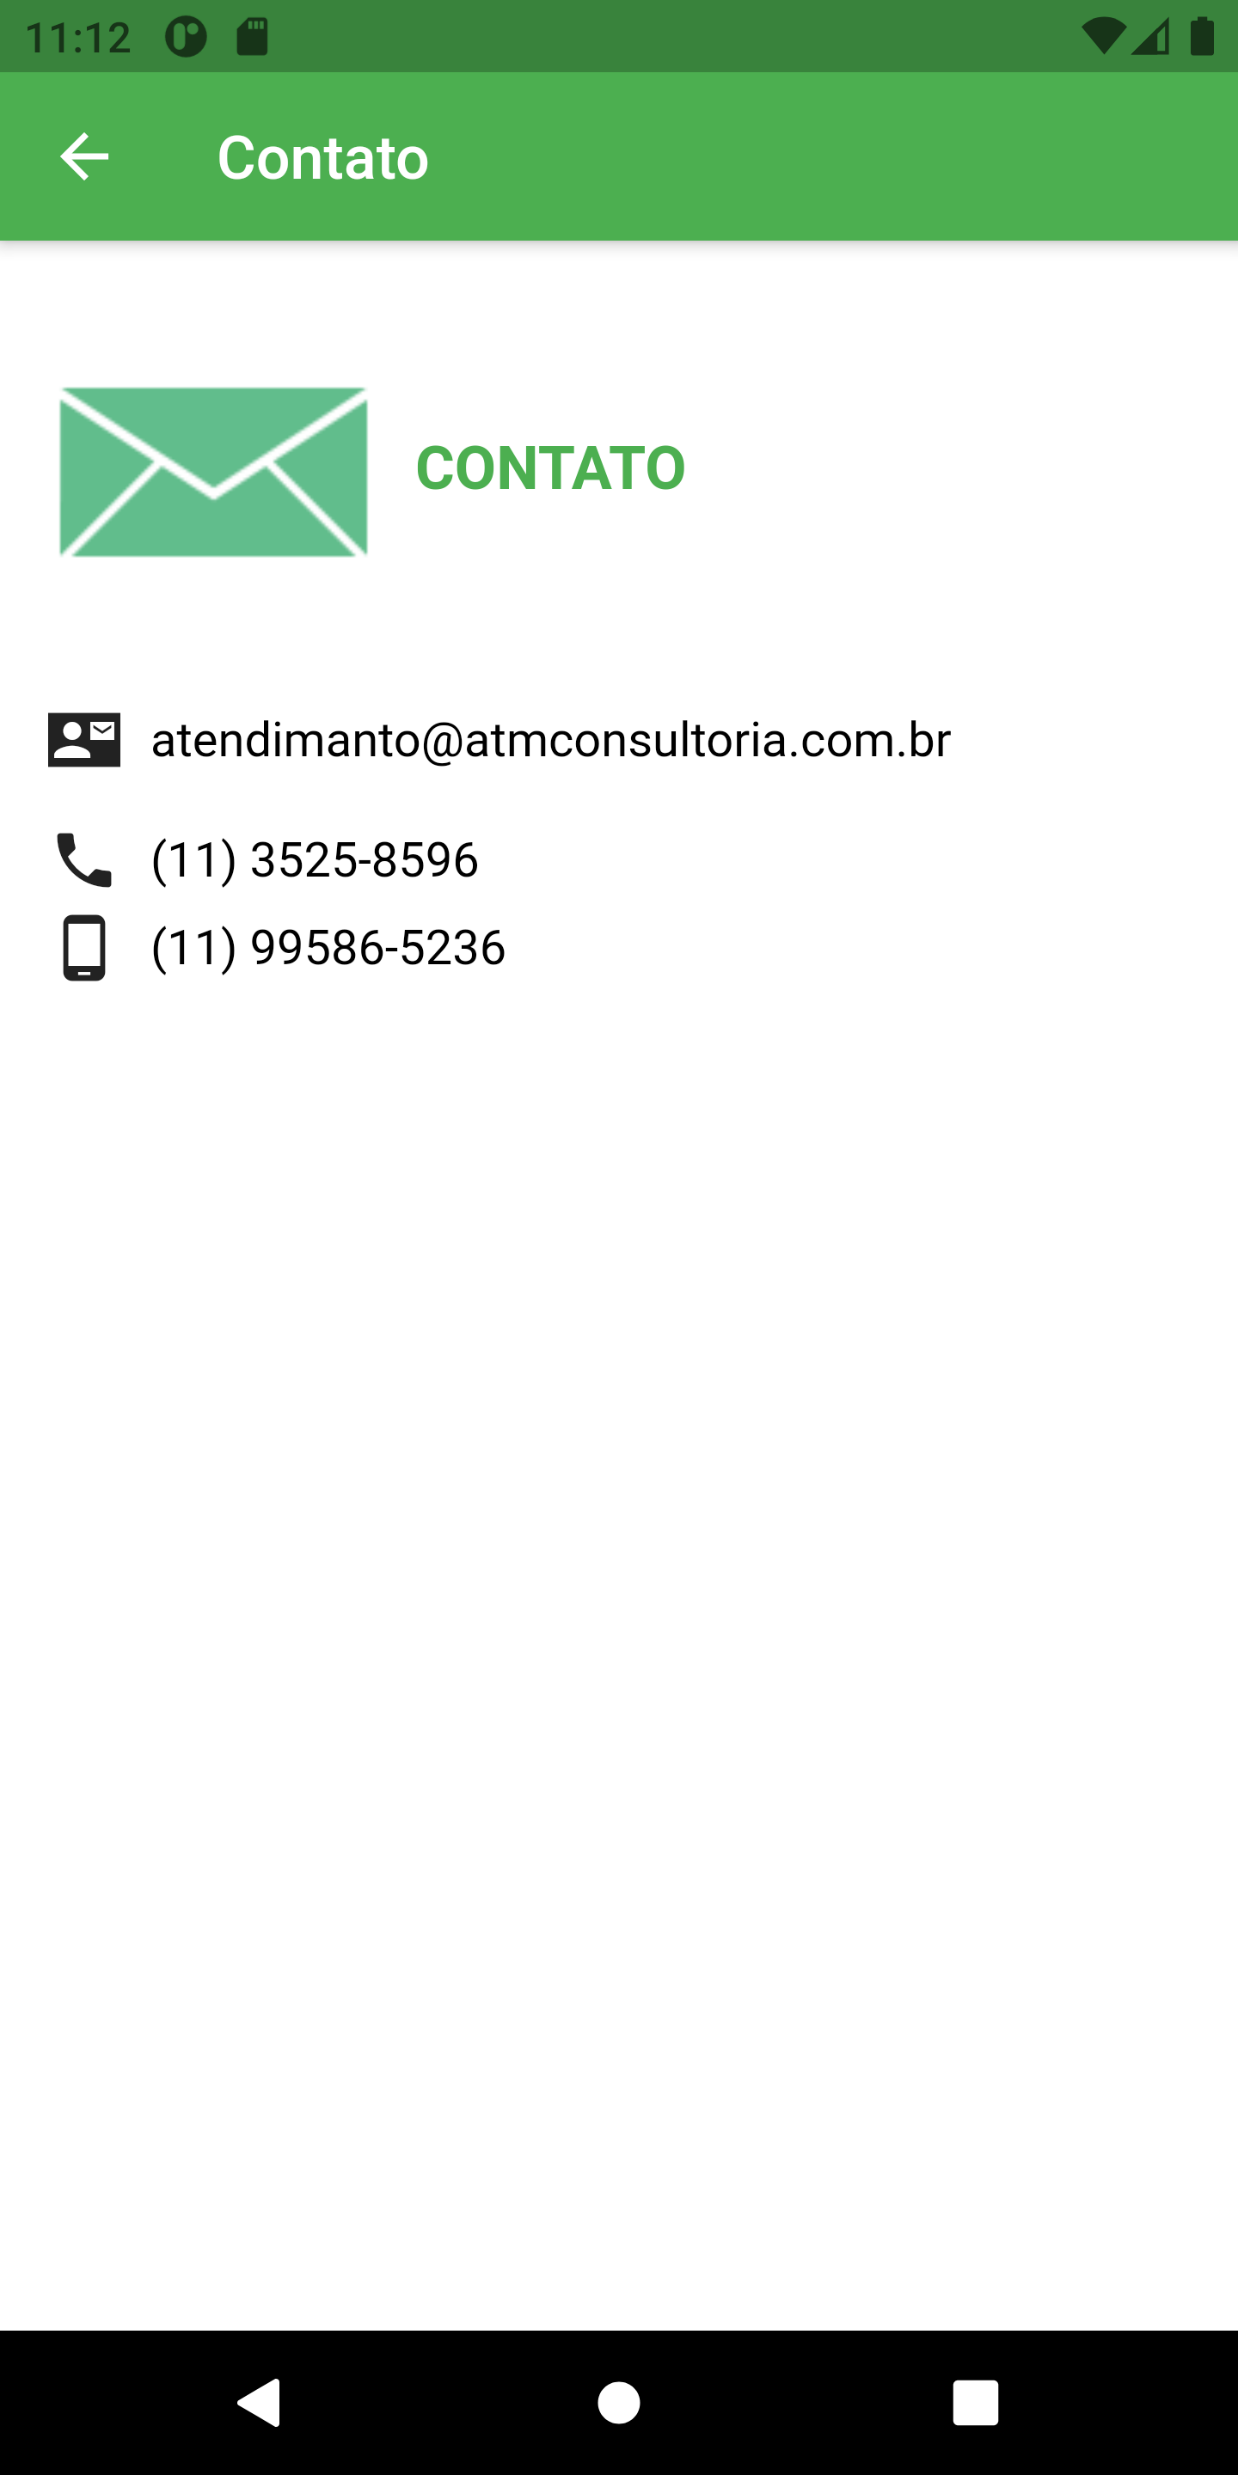 11:12
Contato
CONTATO
atendimanto@atmconsultoria.com.br
(11) 3525-8596
(11) 99586-5236